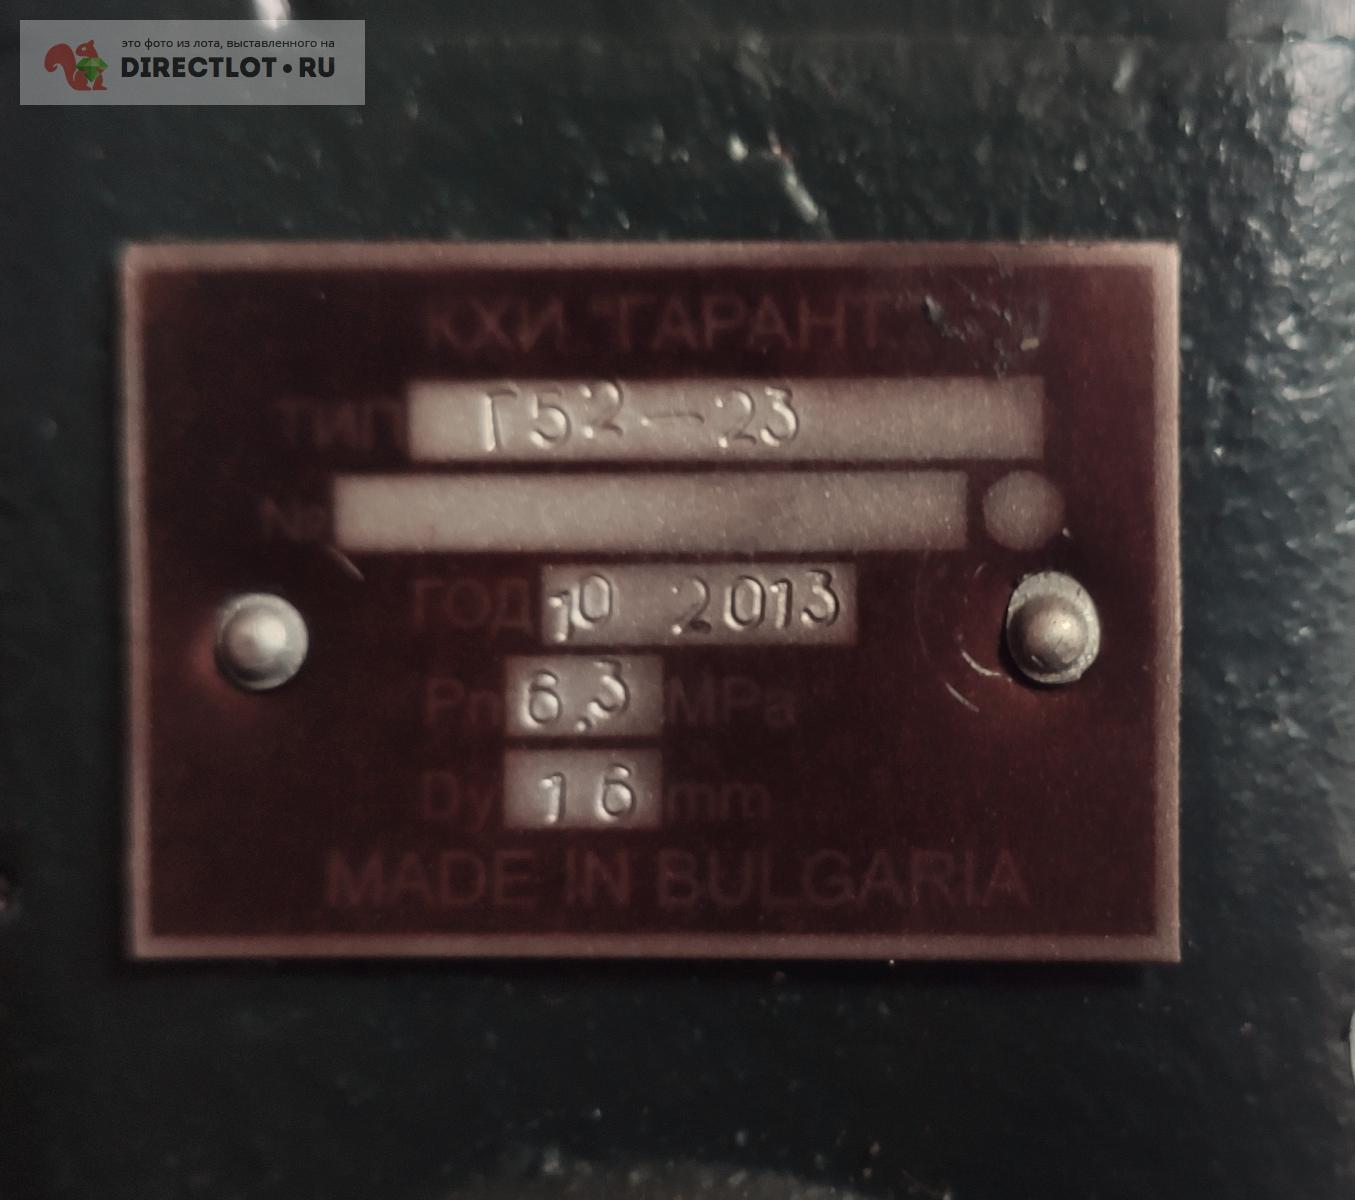 это фото из лота, выставленного на
DIRECTLOT•RU
КХИ "ГАРАНТ"
ТИП Г52-23
№
ГОД 10 2013
Pn 6,3 MPa
Dy 16 mm
MADE IN BULGARIA